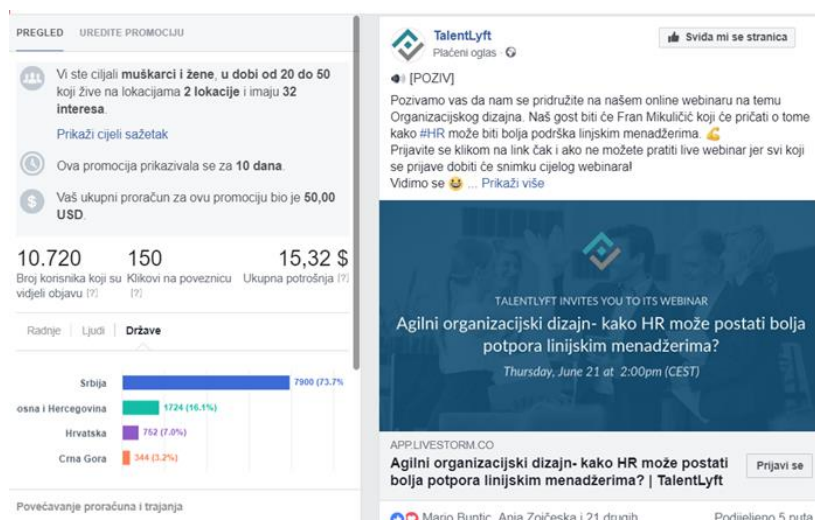 PREGLED UREDITE PROMOCIJU
Vi ste ciljali muškarci i žene, u dobi od 20 do 50
koji žive na lokacijama 2 lokacije i imaju 32
interesa.
Prikaži cijeli sažetak
Ova promocija prikazivala se za 10 dana.
Vaš ukupni proračun za ovu promociju bio je 50,00
USD.
10.720 150 15,32 $
Broj korisnika koji su Klikovi na poveznicu Ukupna potrošnja [?]
vidjeli objavu [?] [?]
Radnje Ljudi Države
Srbija 7900 (73.7%
osna i Hercegovina 1724 (16.1%)
Hrvatska 752 (7.0%)
Crna Gora 344 (3.2%)
Povećavanje proračuna i trajanja
TalentLyft
Plaćeni oglas ·
Sviđa mi se stranica
[POZIV]
Pozivamo vas da nam se pridružite na našem online webinaru na temu
Organizacijskog dizajna. Naš gost biti će Fran Mikuličić koji će pričati o tome
kako #HR može biti bolja podrška linijskim menadžerima. 💪
Prijavite se klikom na link čak i ako ne možete pratiti live webinar jer svi koji
se prijave dobiti će snimku cijelog webinara!
Vidimo se 😃 ... Prikaži više
TALENTLYFT INVITES YOU TO ITS WEBINAR
Agilni organizacijski dizajn- kako HR može postati bolja
potpora linijskim menadžerima?
Thursday, June 21 at 2:00pm (CEST)
APP.LIVESTORM.CO
Agilni organizacijski dizajn- kako HR može postati
bolja potpora linijskim menadžerima? | TalentLyft
Prijavi se
Mario Buntic, Anja Zojčeska i 21 drugih Podijeljeno 5 puta